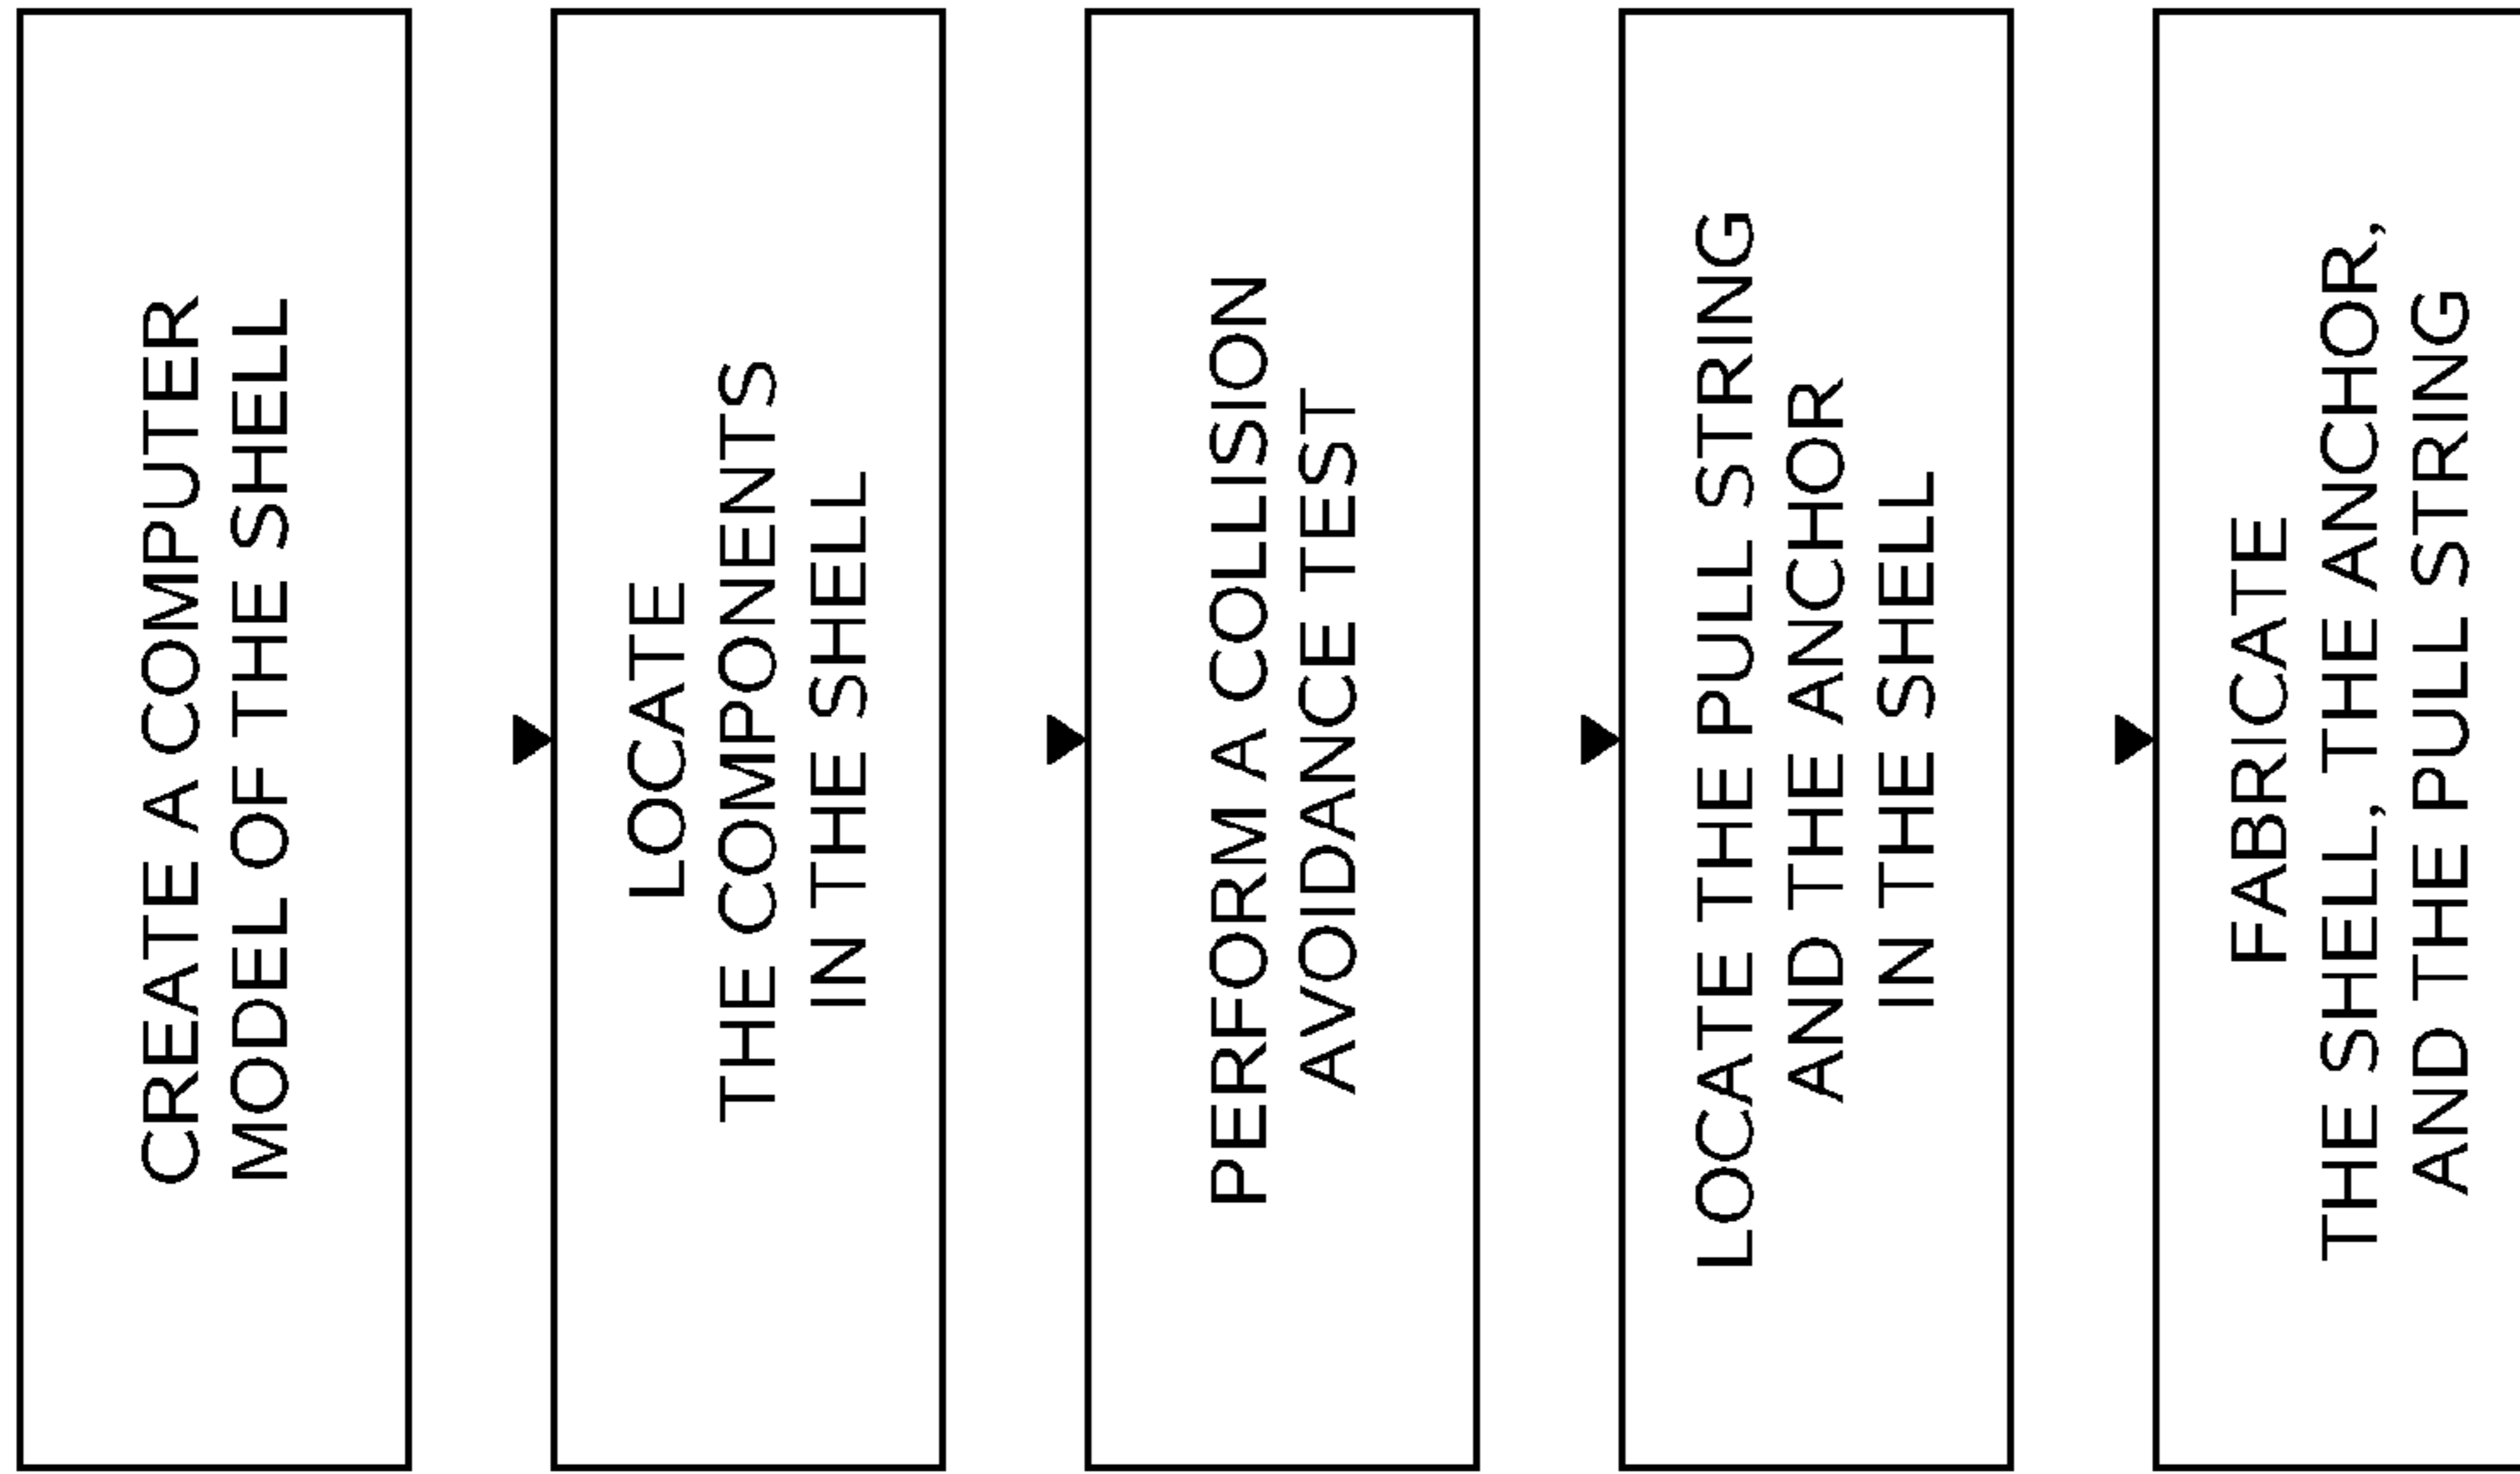 CREATE A COMPUTER
MODEL OF THE SHELL
LOCATE
THE COMPONENTS
IN THE SHELL
PERFORM A COLLISION
AVOIDANCE TEST
LOCATE THE PULL STRING
AND THE ANCHOR
IN THE SHELL
FABRICATE
THE SHELL, THE ANCHOR,
AND THE PULL STRING